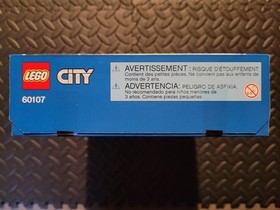 LEGO CITY
60107
AVERTISSEMENT : RISQUE D'ÉTOUFFEMENT.
Contient des petites pièces. Ne convient pas aux enfants de
moins de 3 ans.
ADVERTENCIA: PELIGRO DE ASFIXIA.
No recomendado para niños menores de
3 años. Contiene piezas pequeñas.